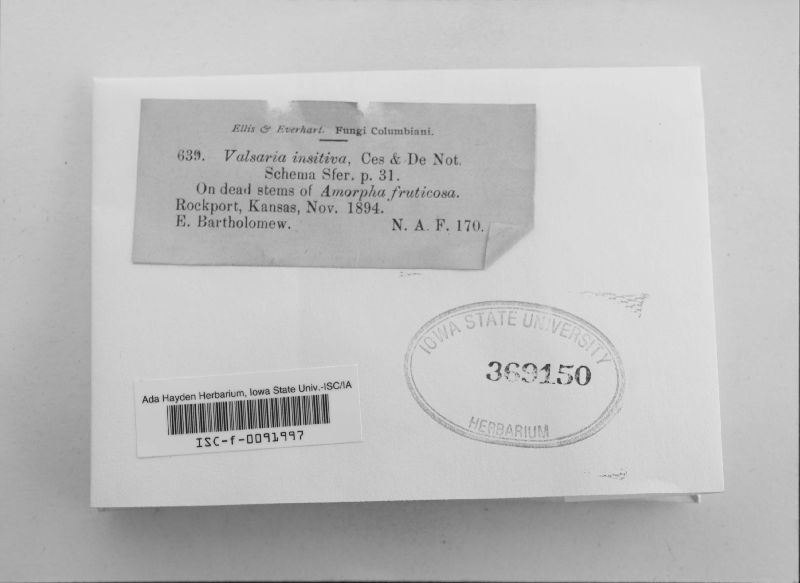 Ellis & Everhart. Fungi Columbiani.
639. Valsaria insitiva, Ces & De Not.
Schema Sfer. p. 31.
On dead stems of Amorpha fruticosa.
Rockport, Kansas, Nov. 1894.
E. Bartholomew. N. A. F. 170.
IOWA STATE UNIVERSITY
369150
HERBARIUM
Ada Hayden Herbarium, Iowa State Univ.-ISC/IA
ISC-f-0091997